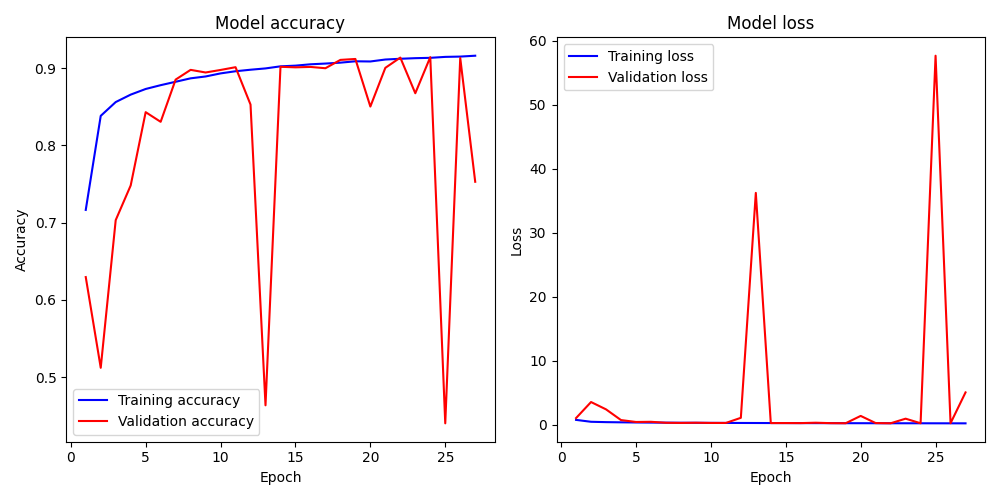 Model accuracy
Accuracy
0.9
0.8
0.7
0.6
0.5
Training accuracy
Validation accuracy
0 5 10 15 20 25
Epoch
Model loss
Loss
60
50
40
30
20
10
0
Training loss
Validation loss
0 5 10 15 20 25
Epoch